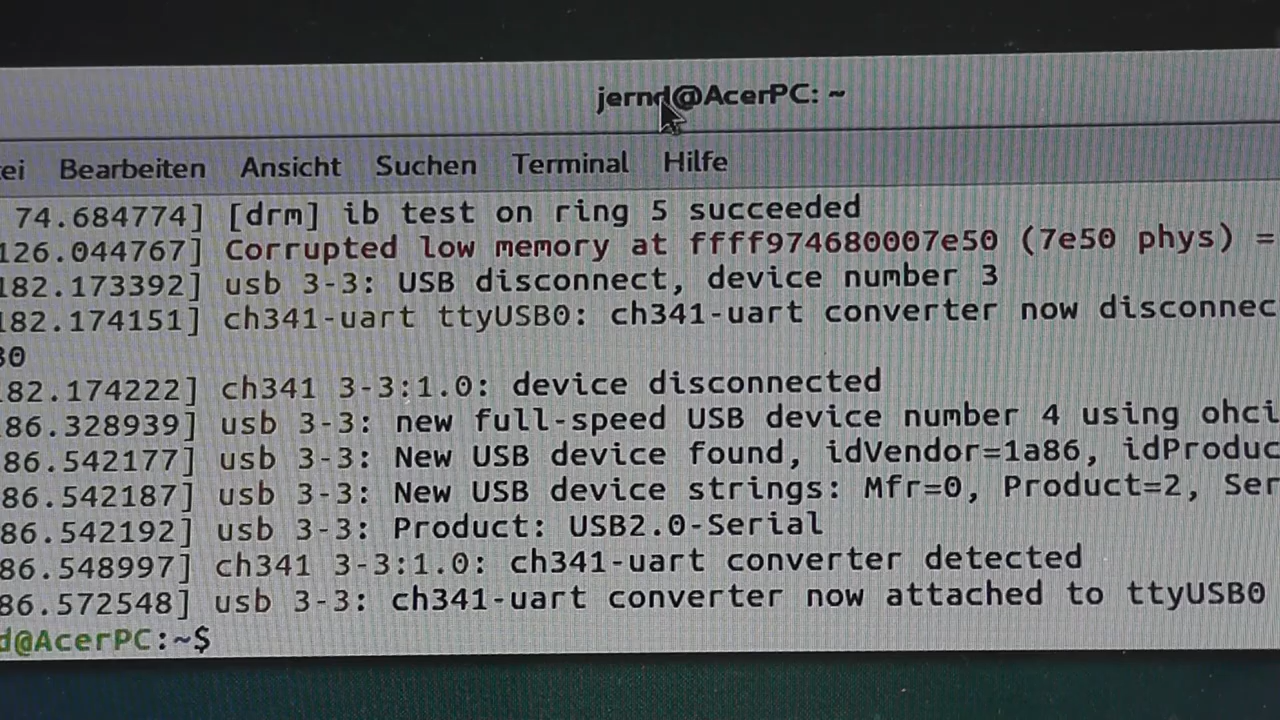 jernd@AcerPC: ~
ei Bearbeiten Ansicht Suchen Terminal Hilfe
74.684774] [drm] ib test on ring 5 succeeded
126.044767] Corrupted low memory at ffff974680007e50 (7e50 phys) =
182.173392] usb 3-3: USB disconnect, device number 3
182.174151] ch341-uart ttyUSB0: ch341-uart converter now disconnec
B0
82.174222] ch341 3-3:1.0: device disconnected
86.328939] usb 3-3: new full-speed USB device number 4 using ohci
86.542177] usb 3-3: New USB device found, idVendor=1a86, idProduc
86.542187] usb 3-3: New USB device strings: Mfr=0, Product=2, Ser
86.542192] usb 3-3: Product: USB2.0-Serial
86.548997] ch341 3-3:1.0: ch341-uart converter detected
86.572548] usb 3-3: ch341-uart converter now attached to ttyUSB0
d@AcerPC:~$